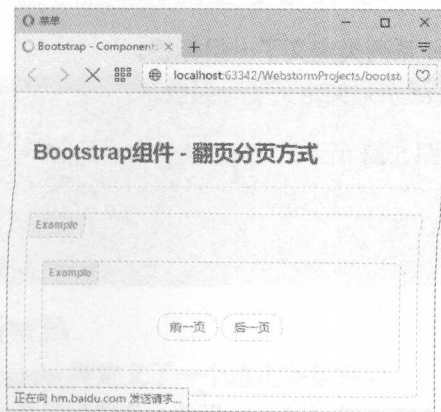 菜单
Bootstrap - Component
localhost:63342/WebstormProjects/bootst
Bootstrap组件 - 翻页分页方式
Example
Example
前一页 后一页
正在向 hm.baidu.com 发送请求...